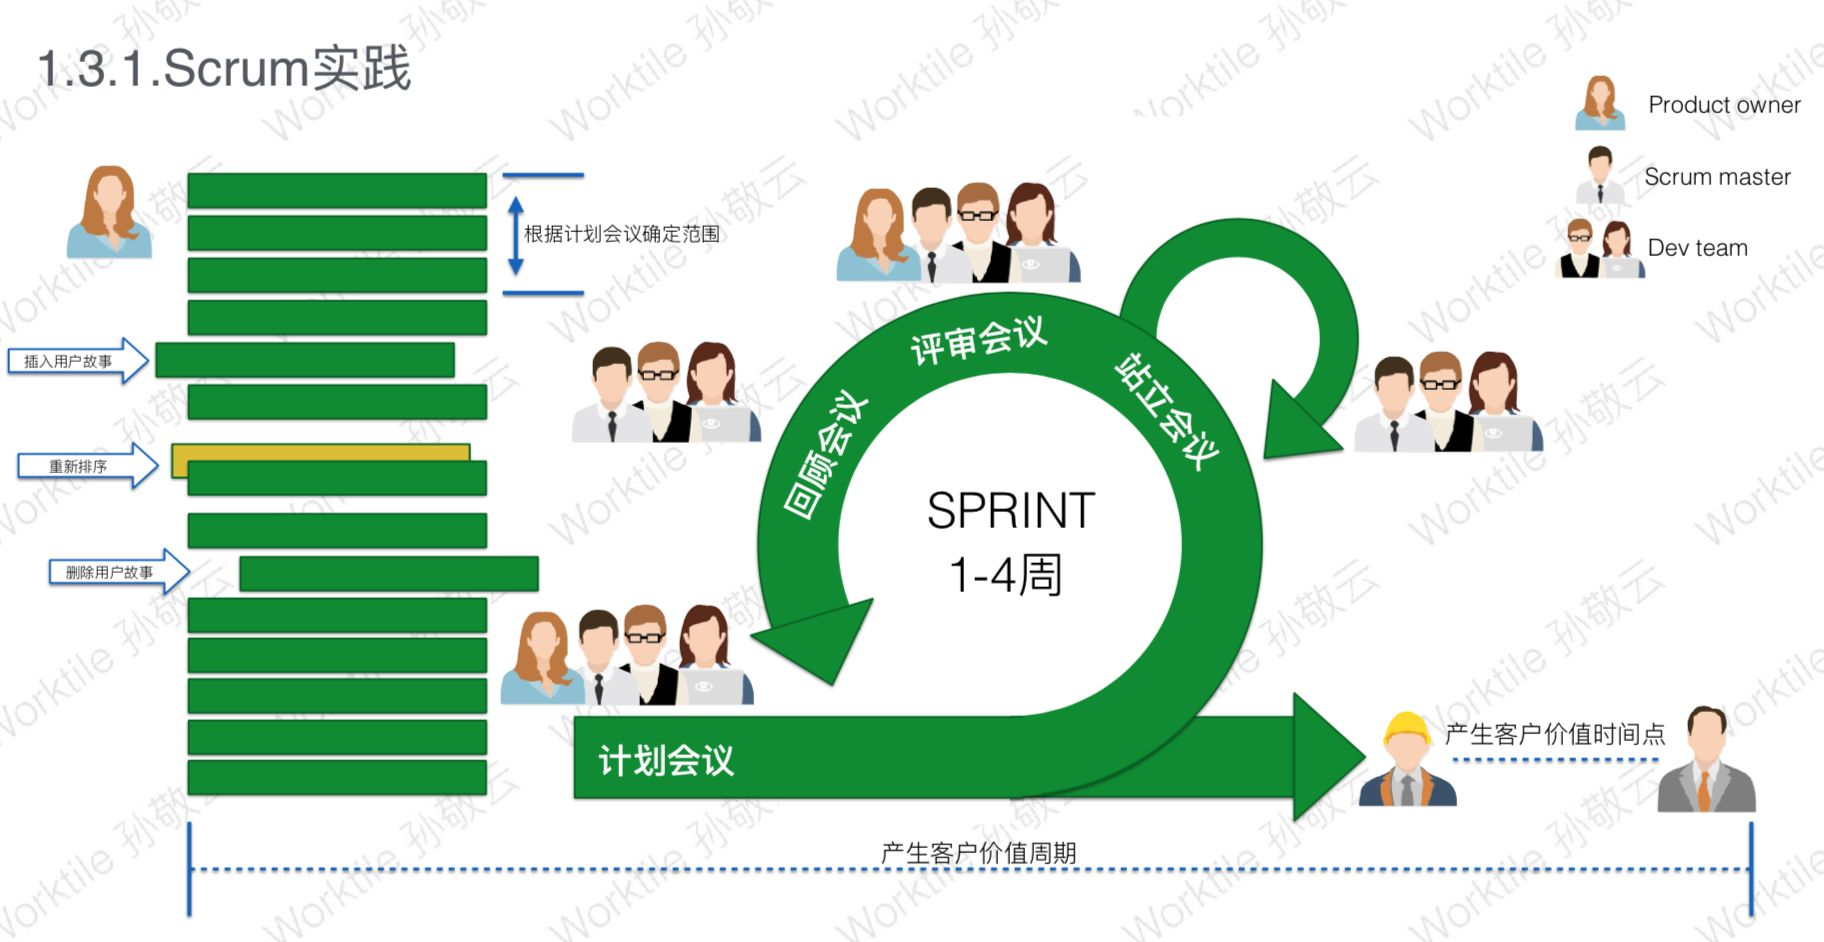 1.3.1.Scrum实践
Product owner
Scrum master
Dev team
根据计划会议确定范围
插入用户故事
重新排序
删除用户故事
评审会议
站立会议
回顾会议
SPRINT
1-4周
计划会议
产生客户价值时间点
产生客户价值周期
Worktile 孙敬云